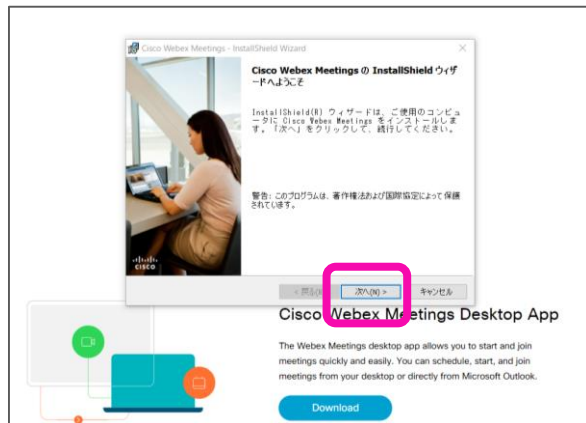 Cisco Webex Meetings - InstallShield Wizard
Cisco Webex Meetings の InstallShield ウィザ
ードへようこそ
InstallShield(R) ウィザードは、ご使用のコンピュ
ータに Cisco Webex Meetings をインストールしま
す。「次へ」をクリックして、続行してください。
警告: このプログラムは、著作権法および国際協定によって保護
されています。
CISCO
< 戻る(
次へ(N) >
キャンセル
Cisco Webex Meetings Desktop App
The Webex Meetings desktop app allows you to start and join
meetings quickly and easily. You can schedule, start, and join
meetings from your desktop or directly from Microsoft Outlook.
Download